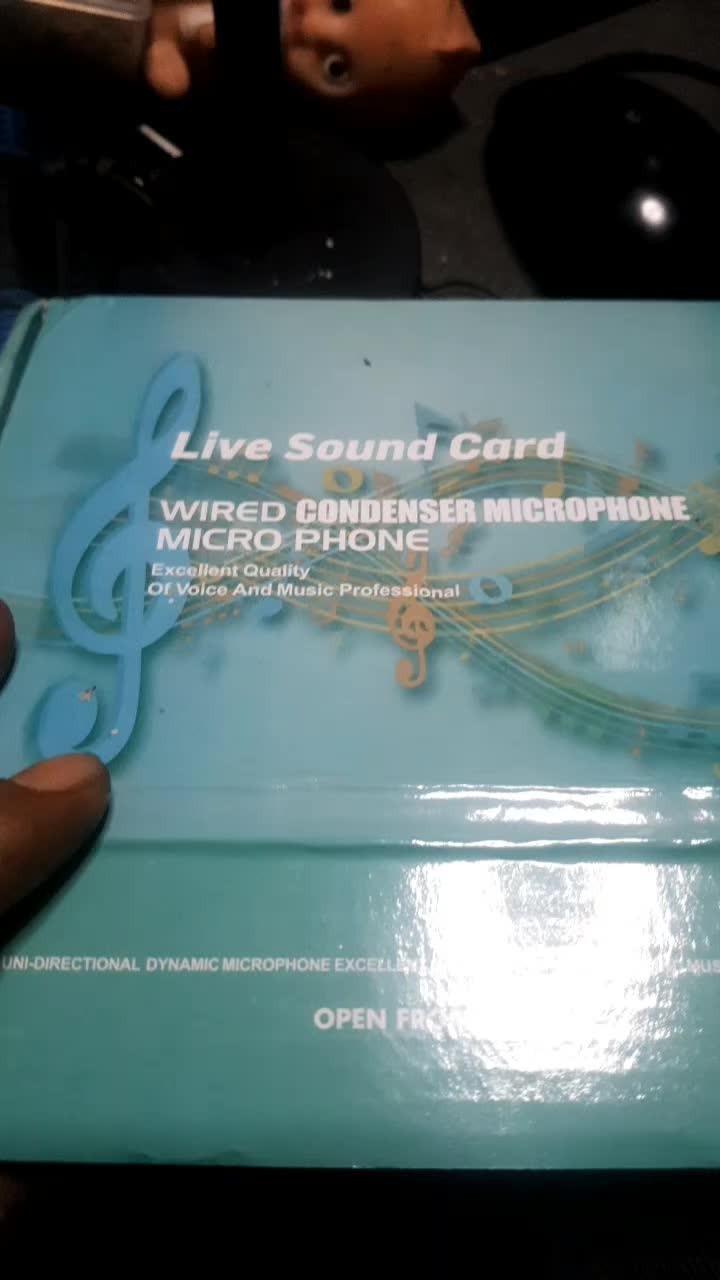 Live Sound Card
WIRED CONDENSER MICROPHONE
MICRO PHONE
Excellent Quality
Of Voice And Music Professional
UNI-DIRECTIONAL DYNAMIC MICROPHONE
OPEN